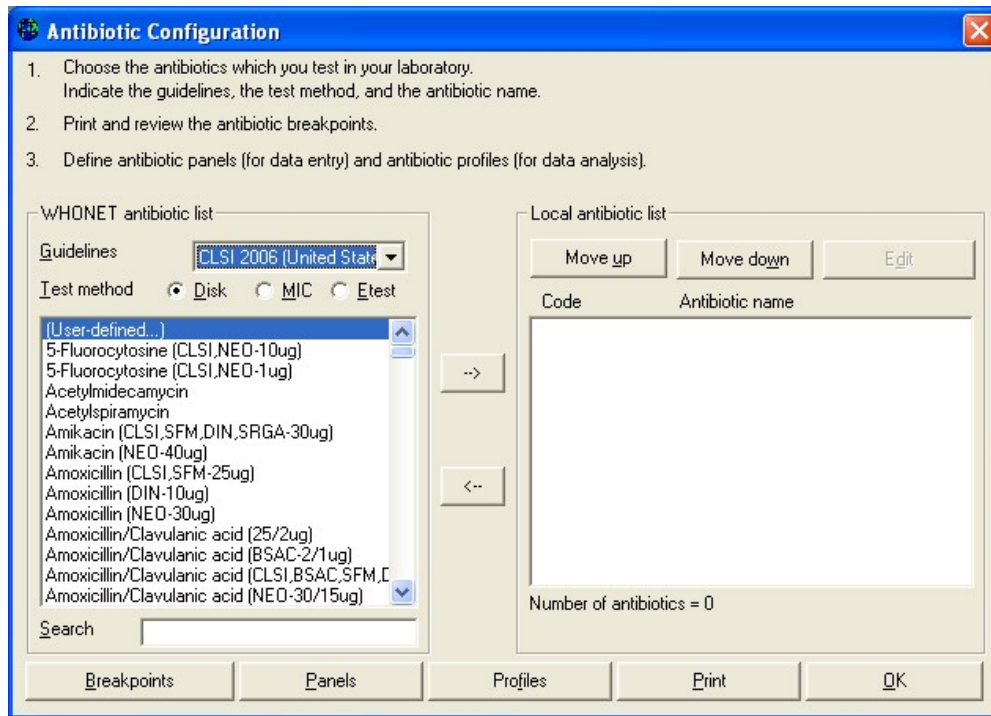 Antibiotic Configuration
1. Choose the antibiotics which you test in your laboratory.
Indicate the guidelines, the test method, and the antibiotic name.
2. Print and review the antibiotic breakpoints.
3. Define antibiotic panels (for data entry) and antibiotic profiles (for data analysis).
WHONET antibiotic list
Guidelines CLSI 2006 (United State
Test method Disk MIC Etest
(User-defined...)
5-Fluorocytosine (CLSI,NEO-10ug)
5-Fluorocytosine (CLSI,NEO-1ug)
Acetylmidecamycin
Acetylspiramycin
Amikacin (CLSI,SFM,DIN,SRGA-30ug)
Amikacin (NEO-40ug)
Amoxicillin (CLSI,SFM-25ug)
Amoxicillin (DIN-10ug)
Amoxicillin (NEO-30ug)
Amoxicillin/Clavulanic acid (25/2ug)
Amoxicillin/Clavulanic acid (BSAC-2/1ug)
Amoxicillin/Clavulanic acid (CLSI,BSAC,SFM,D
Amoxicillin/Clavulanic acid (NEO-30/15ug)
Search
-->
<--
Local antibiotic list
Move up Move down Edit
Code Antibiotic name
Number of antibiotics = 0
Breakpoints Panels Profiles Print OK